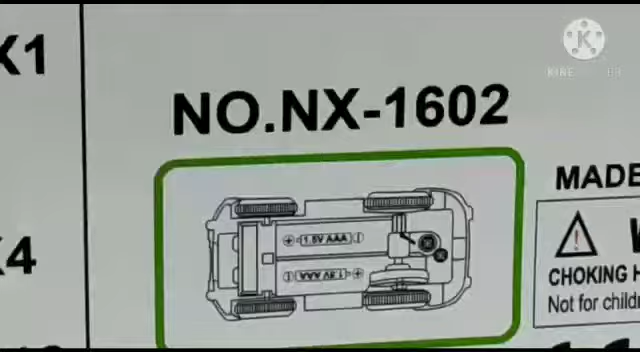 X1
NO.NX-1602
MADE
1.5V AAA
1.5V AAA
X4
CHOKING H
Not for child